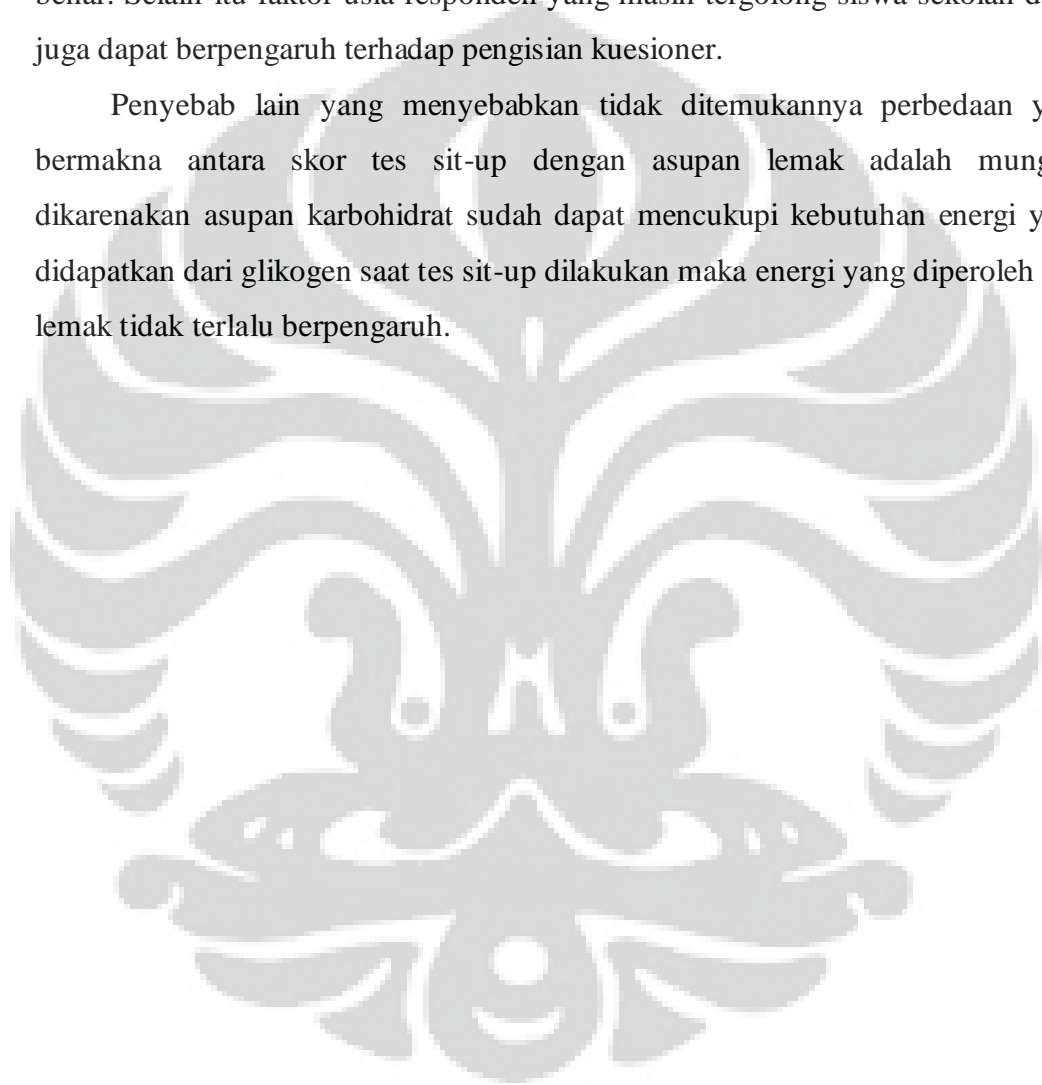 benar. Selain itu faktor usia responden yang masih tergolong siswa sekolah
juga dapat berpengaruh terhadap pengisian kuesioner.
Penyebab lain yang menyebabkan tidak ditemukannya perbedaan
bermakna antara skor tes sit-up dengan asupan lemak adalah
dikarenakan asupan karbohidrat sudah dapat mencukupi kebutuhan energi
didapatkan dari glikogen saat tes sit-up dilakukan maka energi yang diperoleh
lemak tidak terlalu berpengaruh.